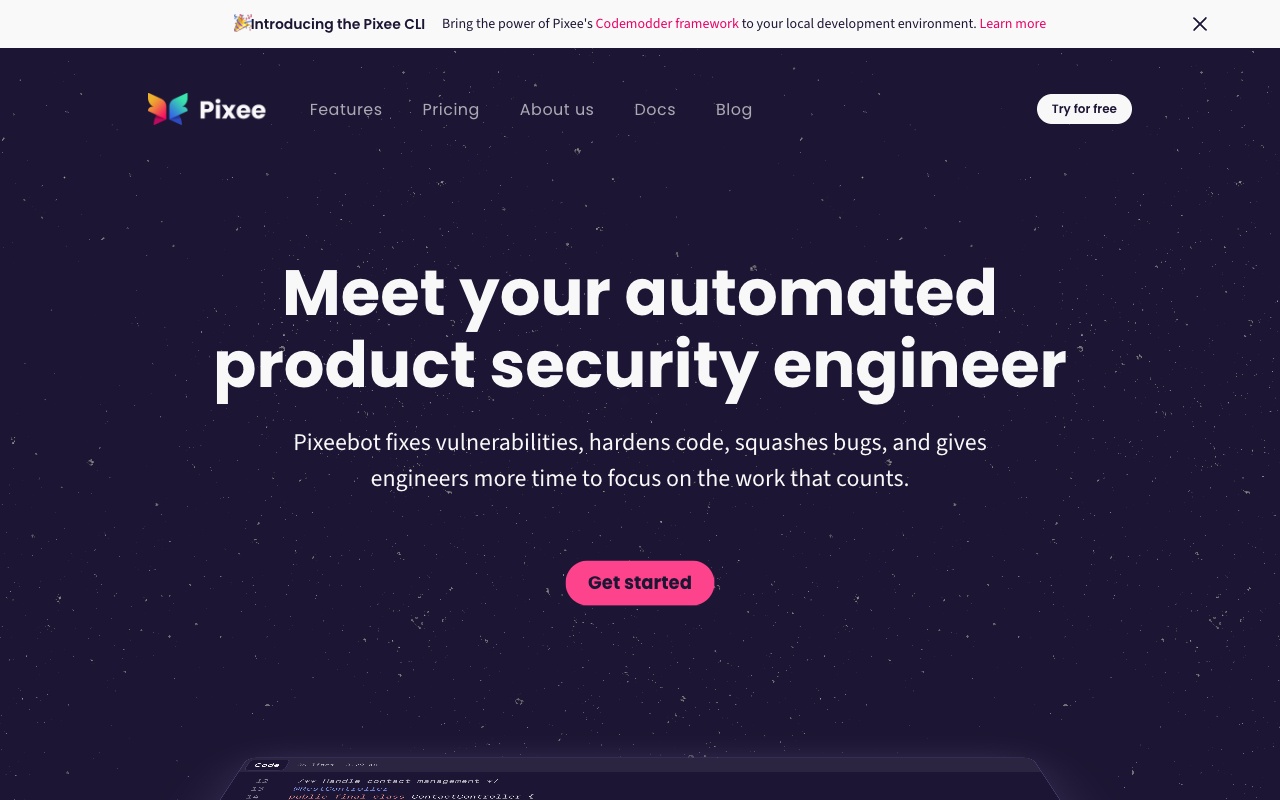 Introducing the Pixee CLI Bring the power of Pixee's Codemodder framework to your local development environment. Learn more
Pixee Features Pricing About us Docs Blog Try for free
Meet your automated
product security engineer
Pixeebot fixes vulnerabilities, hardens code, squashes bugs, and gives
engineers more time to focus on the work that counts.
Get started
Code
12 /** Handle contact management */
13 @RestController
14 public final class ContactController {